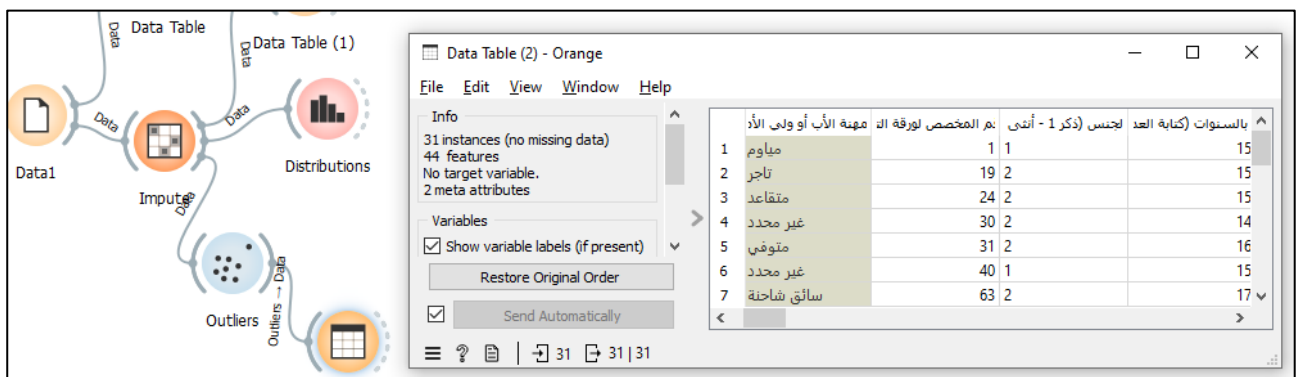 Data Table
Data Table (1)
Data
Data
Data
Data
Data
Data1
Impute
Distributions
Outliers
Outliers → Data
Data Table (2) - Orange
File Edit View Window Help
Info
31 instances (no missing data)
44 features
No target variable.
2 meta attributes
Variables
Show variable labels (if present)
Restore Original Order
Send Automatically
31 31 | 31
مهنة الأب أو ولي الأد م المخصص لورقة الت لجنس (ذكر 1 - أنثى بالسنوات (كتابة العد
1 مياوم 1 1 15
2 تاجر 19 2 15
3 متقاعد 24 2 15
4 غير محدد 30 2 14
5 متوفي 31 2 16
6 غير محدد 40 1 15
7 سائق شاحنة 63 2 17